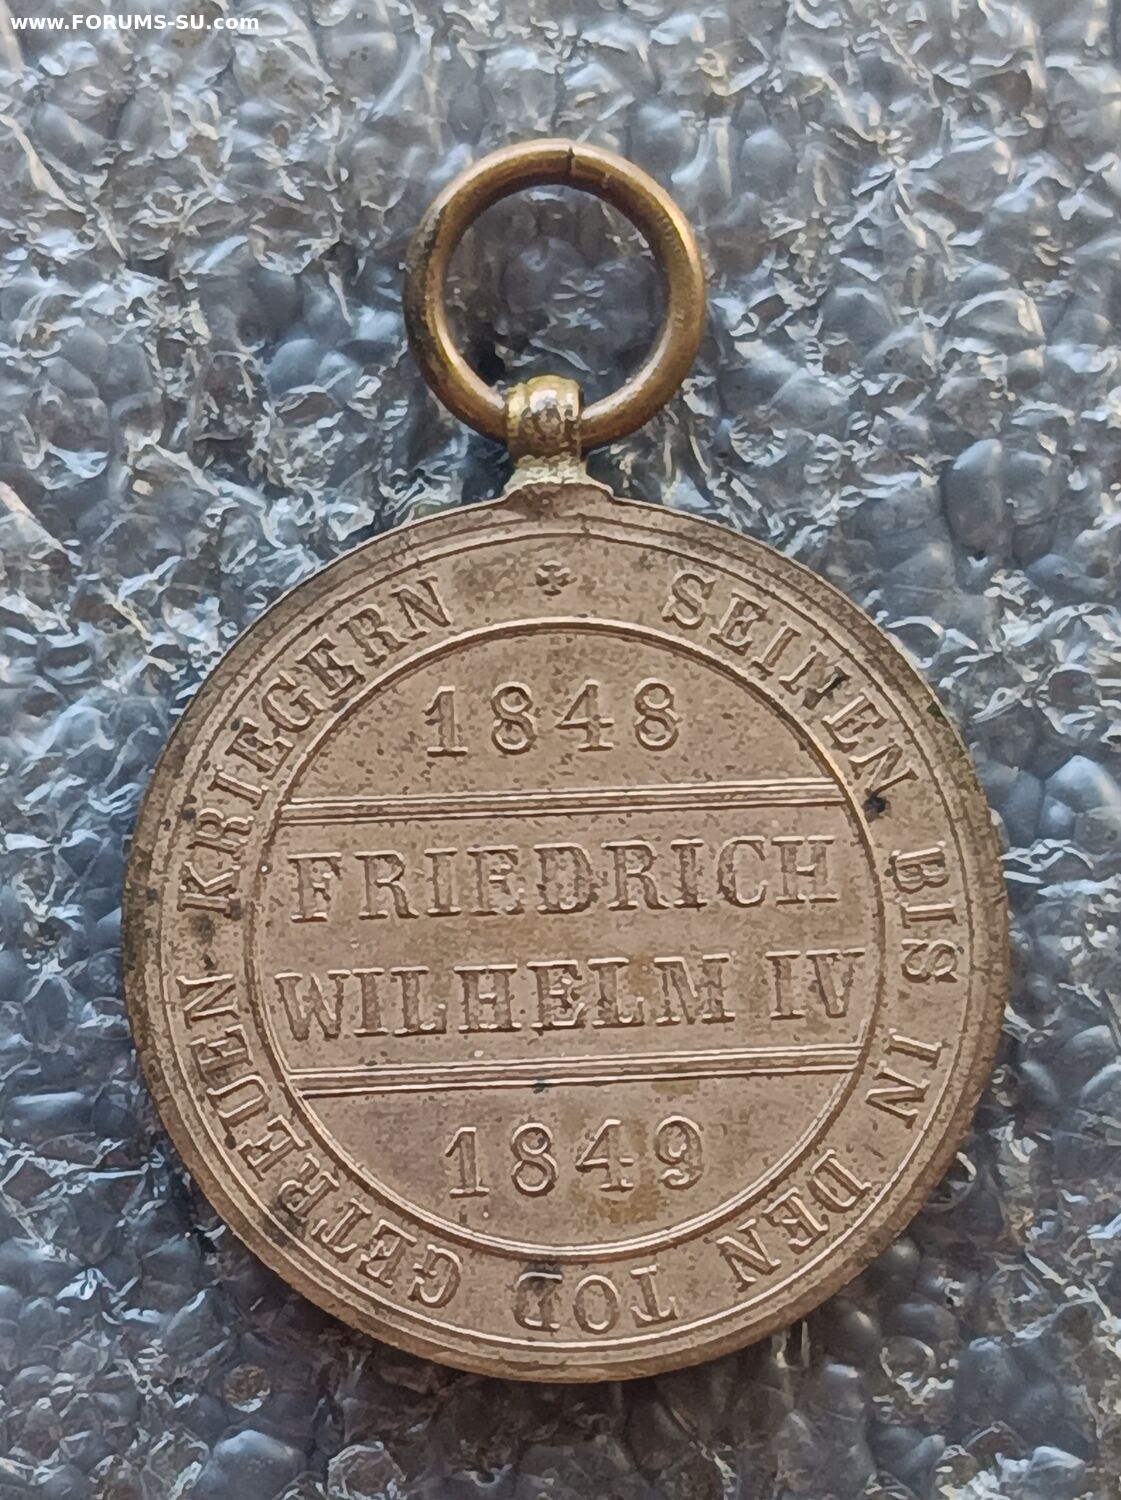 www.FORUMS-SU.com
SEINEN BIS IN DEN TOD GETREUEN KRIEGERN
1848
FRIEDRICH
WILHELM IV
1849